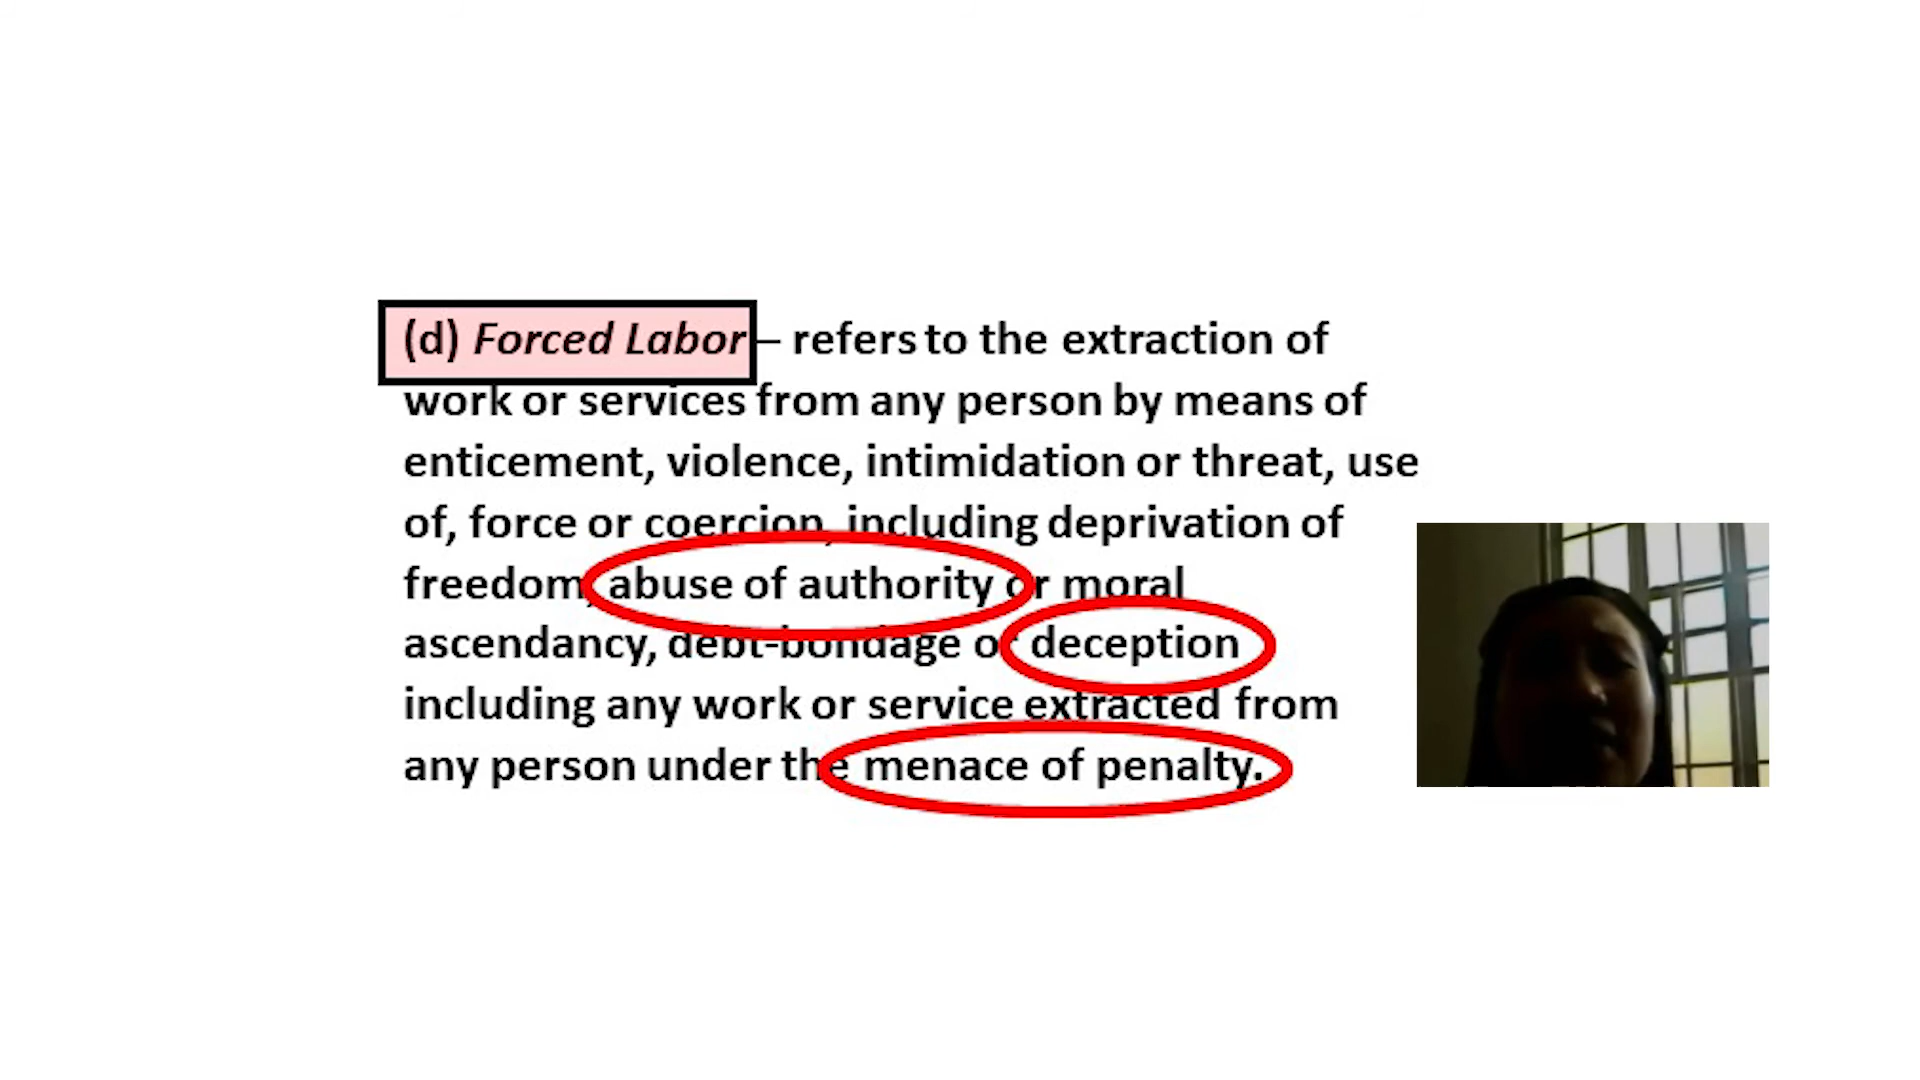 (d) Forced Labor – refers to the extraction of
work or services from any person by means of
enticement, violence, intimidation or threat, use
of, force or coercion, including deprivation of
freedom, abuse of authority or moral
ascendancy, debt-bondage or deception
including any work or service extracted from
any person under the menace of penalty.